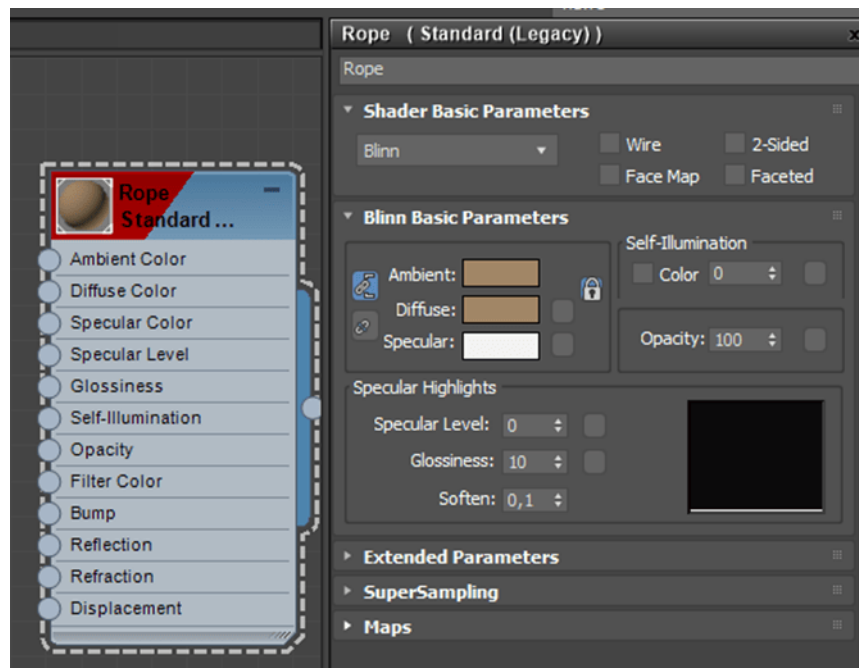 Rope ( Standard (Legacy) )
x
Rope
Shader Basic Parameters
Blinn
Wire
2-Sided
Face Map
Faceted
Rope
Standard ...
Ambient Color
Diffuse Color
Specular Color
Specular Level
Glossiness
Self-Illumination
Opacity
Filter Color
Bump
Reflection
Refraction
Displacement
Blinn Basic Parameters
Ambient:
Diffuse:
Specular:
Self-Illumination
Color 0
Opacity: 100
Specular Highlights
Specular Level: 0
Glossiness: 10
Soften: 0,1
Extended Parameters
SuperSampling
Maps